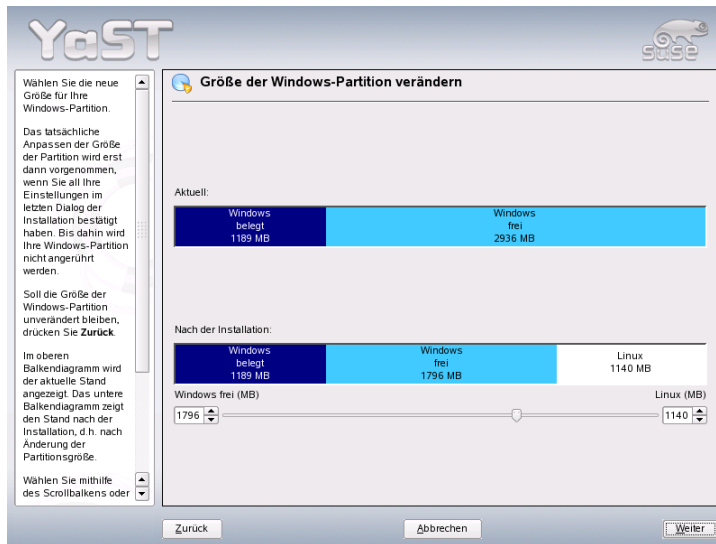 YaST
SUSE
Wählen Sie die neue
Größe für Ihre
Windows-Partition.
Das tatsächliche
Anpassen der Größe
der Partition wird erst
dann vorgenommen,
wenn Sie all Ihre
Einstellungen im
letzten Dialog der
Installation bestätigt
haben. Bis dahin wird
Ihre Windows-Partition
nicht angerührt
werden.
Soll die Größe der
Windows-Partition
unverändert bleiben,
drücken Sie Zurück.
Im oberen
Balkendiagramm wird
der aktuelle Stand
angezeigt. Das untere
Balkendiagramm zeigt
den Stand nach der
Installation, d.h. nach
Änderung der
Partitionsgröße.
Wählen Sie mithilfe
des Scrollbalkens oder
Größe der Windows-Partition verändern
Aktuell:
Windows
belegt
1189 MB
Windows
frei
2936 MB
Nach der Installation:
Windows
belegt
1189 MB
Windows
frei
1796 MB
Linux
1140 MB
Windows frei (MB)
Linux (MB)
1796
1140
Zurück
Abbrechen
Weiter